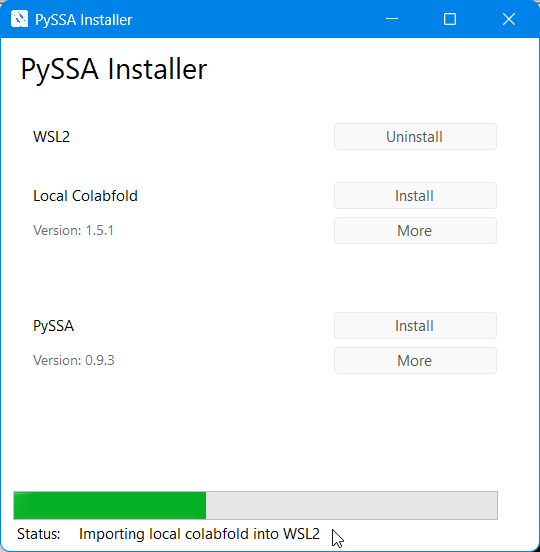 PySSA Installer
PySSA Installer
WSL2 Uninstall
Local Colabfold Install
Version: 1.5.1 More
PySSA Install
Version: 0.9.3 More
Status: Importing local colabfold into WSL2